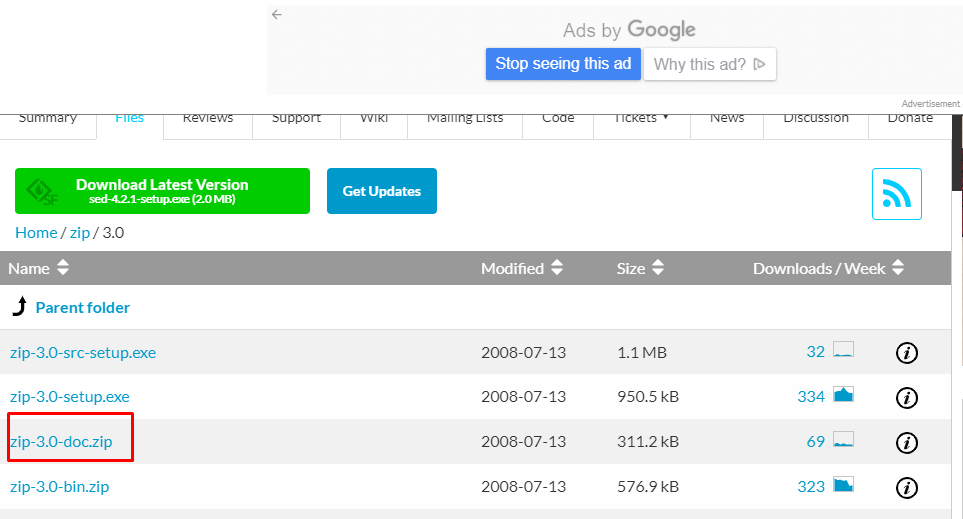 Ads by Google
Stop seeing this ad Why this ad?
Advertisement
Summary Files Reviews Support Wiki Mailing Lists Code Tickets News Discussion Donate
Download Latest Version
sed-4.2.1-setup.exe (2.0 MB)
Get Updates
SF
Home / zip / 3.0
Name Modified Size Downloads / Week
Parent folder
zip-3.0-src-setup.exe 2008-07-13 1.1 MB 32 i
zip-3.0-setup.exe 2008-07-13 950.5 kB 334 i
zip-3.0-doc.zip 2008-07-13 311.2 kB 69 i
zip-3.0-bin.zip 2008-07-13 576.9 kB 323 i